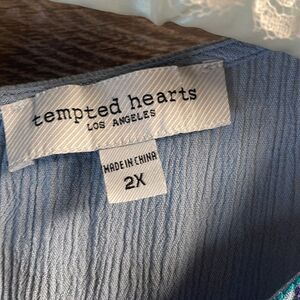 tempted hearts
LOS ANGELES
MADE IN CHINA
2X